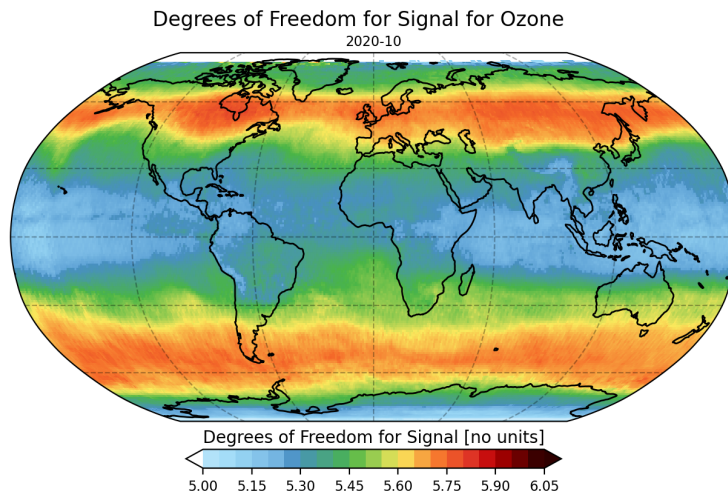 Degrees of Freedom for Signal for Ozone
2020-10
Degrees of Freedom for Signal [no units]
5.00 5.15 5.30 5.45 5.60 5.75 5.90 6.05